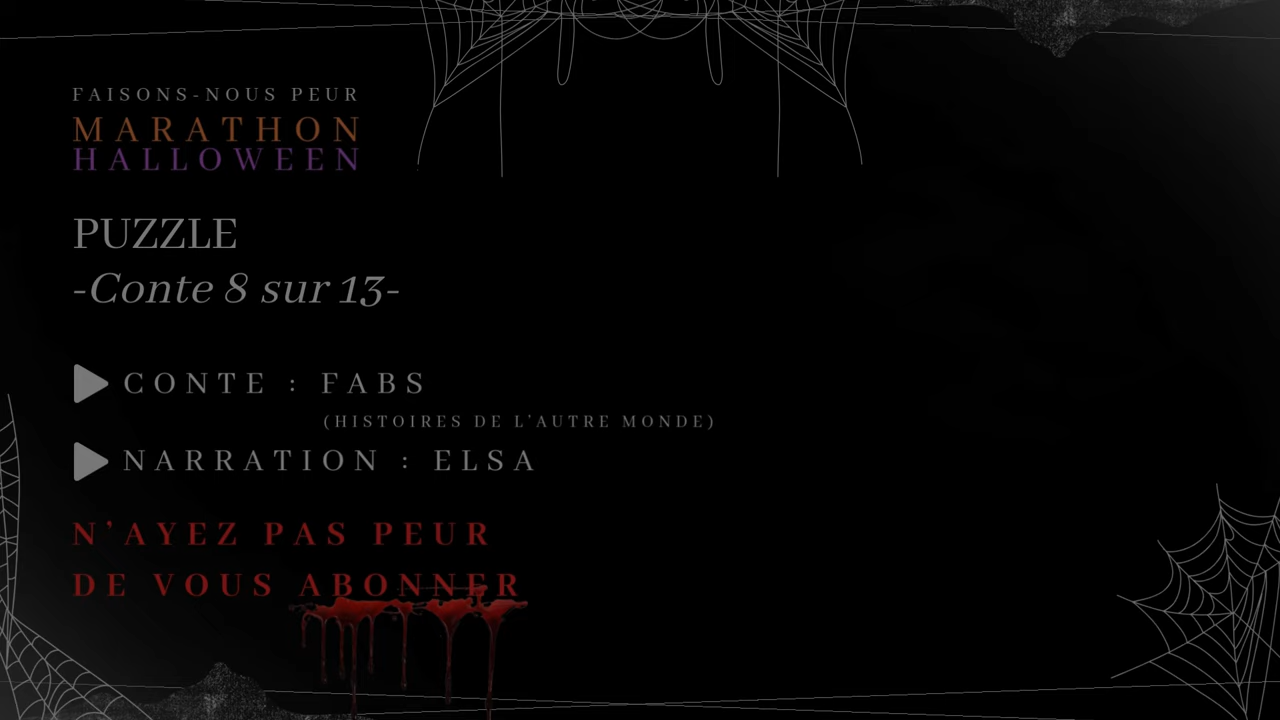 FAISONS-NOUS PEUR
MARATHON
HALLOWEEN
PUZZLE
-Conte 8 sur 13-
CONTE : FABS
(HISTOIRES DE L'AUTRE MONDE)
NARRATION : ELSA
N'AYEZ PAS PEUR
DE VOUS ABONNER